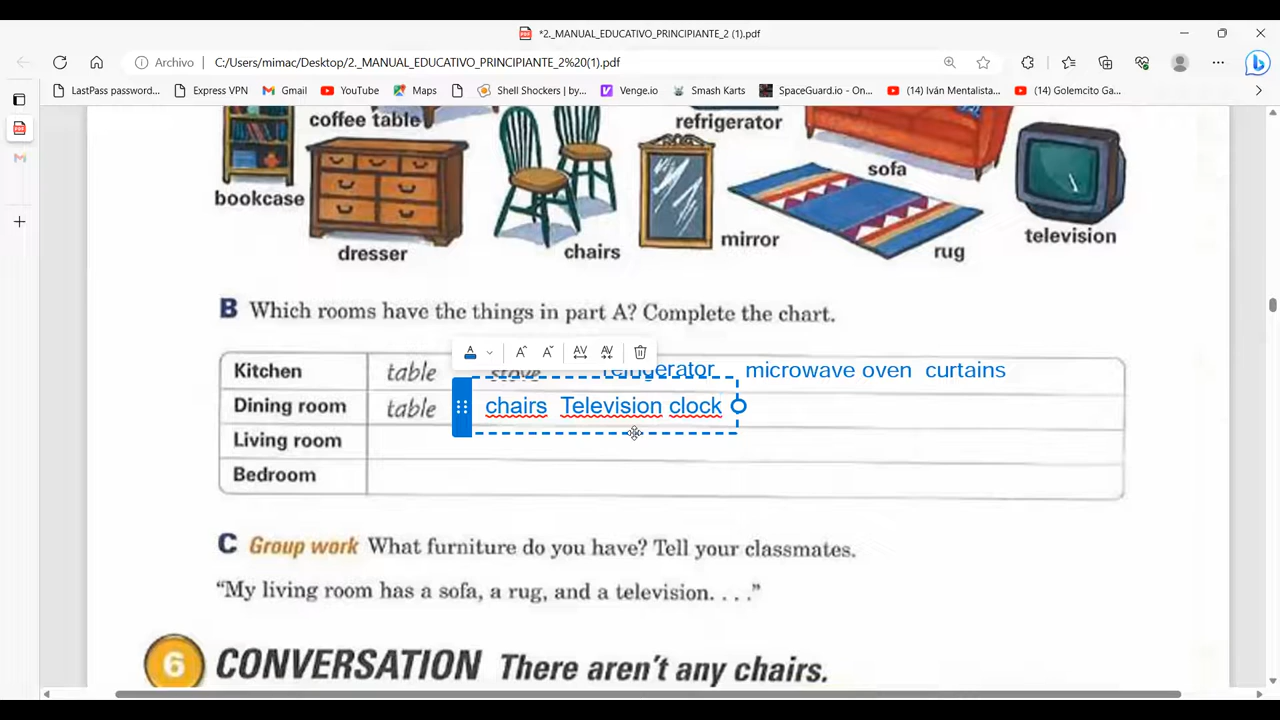 *2._MANUAL_EDUCATIVO_PRINCIPIANTE_2 (1).pdf
Archivo C:/Users/mimac/Desktop/2._MANUAL_EDUCATIVO_PRINCIPIANTE_2%20(1).pdf
LastPass password... Express VPN Gmail YouTube Maps Shell Shockers | by... Venge.io Smash Karts SpaceGuard.io - On... (14) Iván Mentalista... (14) Golemcito Ga...
coffee table refrigerator
sofa
bookcase
dresser chairs mirror rug television
B Which rooms have the things in part A? Complete the chart.
Kitchen table stove refrigerator microwave oven curtains
Dining room table chairs Television clock
Living room
Bedroom
C Group work What furniture do you have? Tell your classmates.
“My living room has a sofa, a rug, and a television. . . .”
6 CONVERSATION There aren't any chairs.